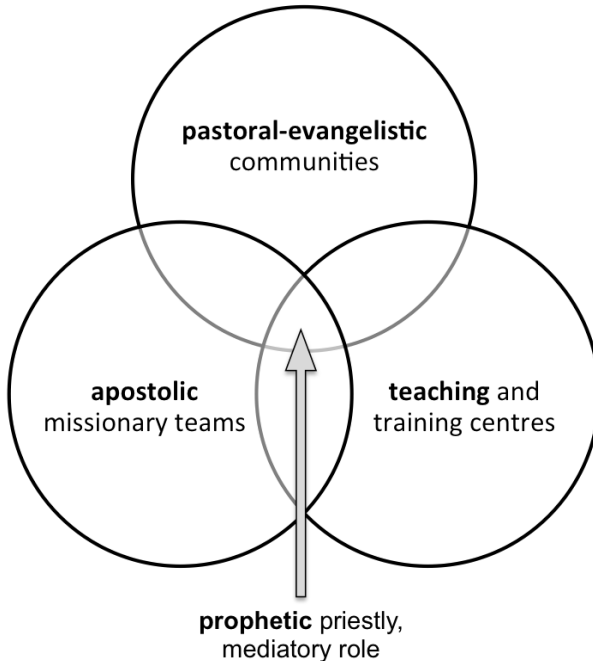 pastoral-evangelistic
communities
apostolic
missionary teams
teaching and
training centres
prophetic priestly,
mediatory role